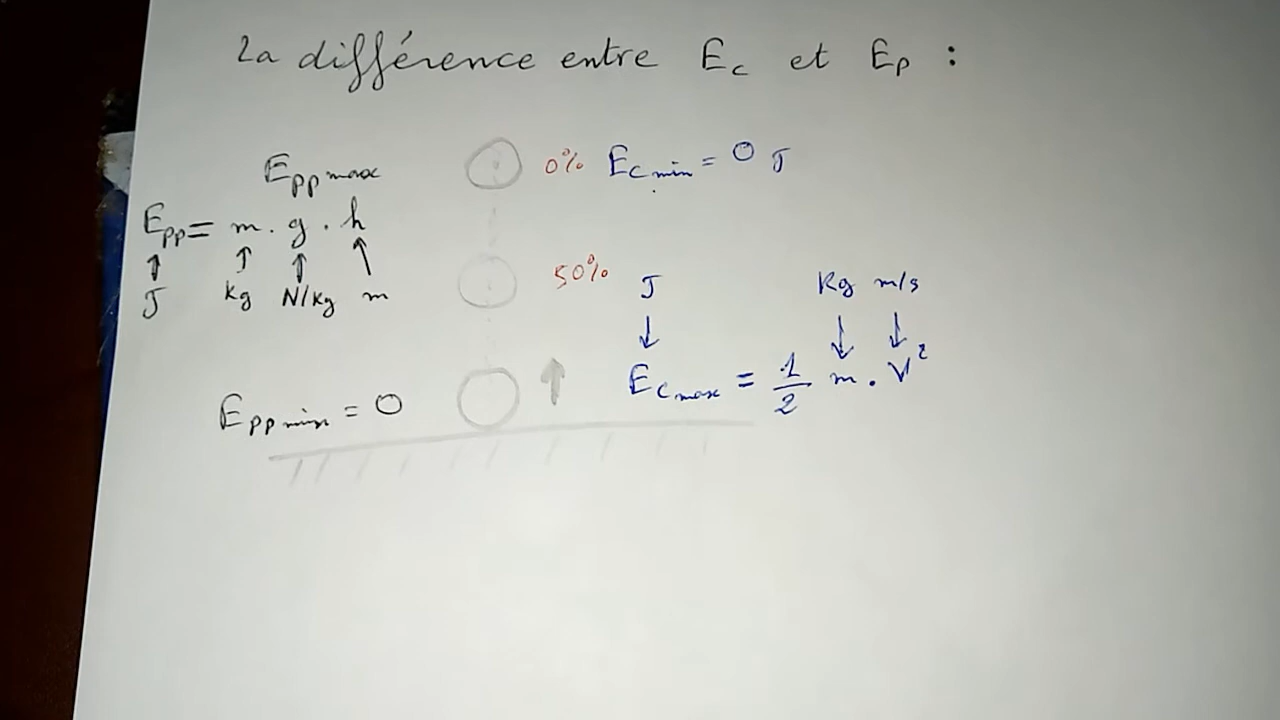 La différence entre Ec et Ep :
Epp max
0% Ec min = 0 J
Epp = m . g . h
J kg N/kg m
50%
J Kg m/s
Ec max = 1/2 m . V²
Epp min = 0